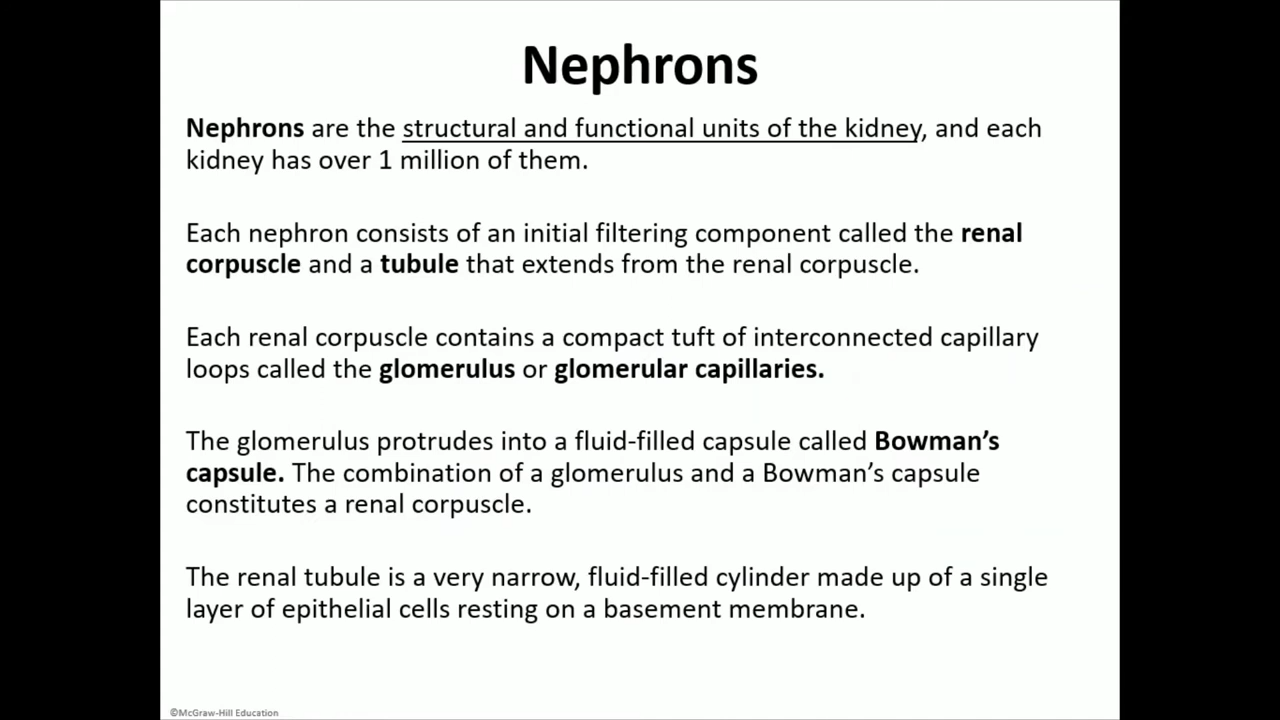 Nephrons
Nephrons are the structural and functional units of the kidney, and each
kidney has over 1 million of them.
Each nephron consists of an initial filtering component called the renal
corpuscle and a tubule that extends from the renal corpuscle.
Each renal corpuscle contains a compact tuft of interconnected capillary
loops called the glomerulus or glomerular capillaries.
The glomerulus protrudes into a fluid-filled capsule called Bowman’s
capsule. The combination of a glomerulus and a Bowman’s capsule
constitutes a renal corpuscle.
The renal tubule is a very narrow, fluid-filled cylinder made up of a single
layer of epithelial cells resting on a basement membrane.
©McGraw-Hill Education